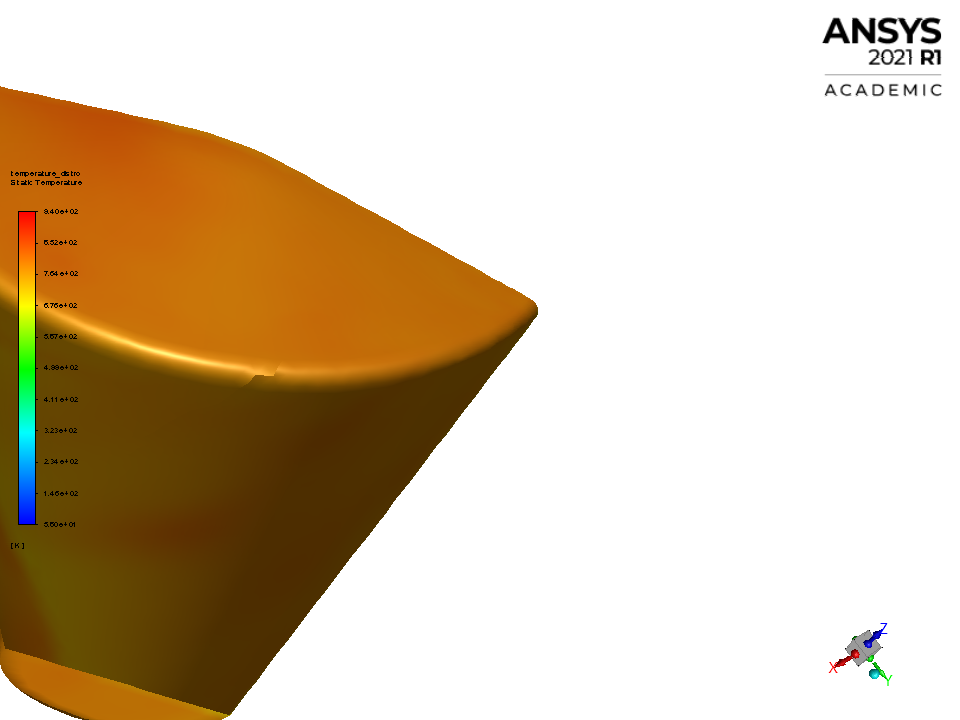 ANSYS
2021 R1
ACADEMIC
temperature_distro
Static Temperature
9.40e+02
8.52e+02
7.64e+02
6.76e+02
5.87e+02
4.99e+02
4.11e+02
3.23e+02
2.34e+02
1.46e+02
5.80e+01
[K]
Z
X
Y